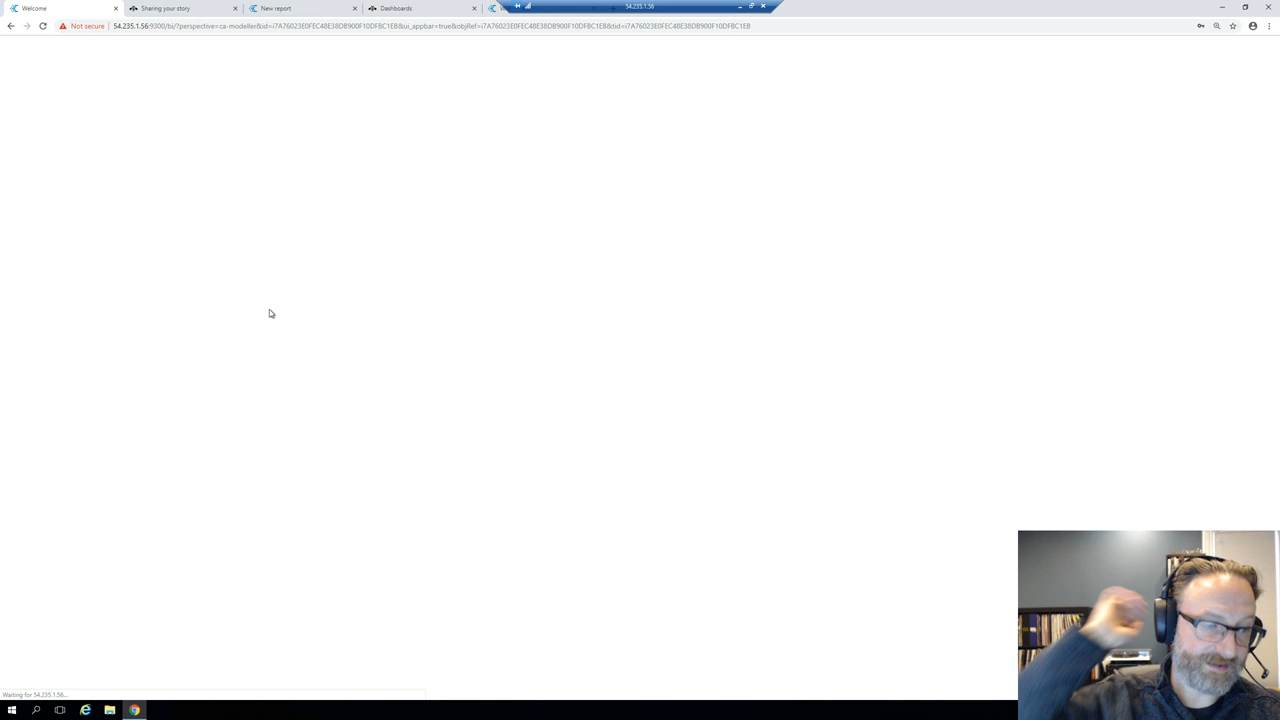 Welcome
Sharing your story
New report
Dashboards
54.235.1.56
Not secure
54.235.1.56:9300/bi/?perspective=ca-modeller&id=i7A76023E0FEC48E38DB900F10DFBC1EB&ui_appbar=true&objRef=i7A76023E0FEC48E38DB900F10DFBC1EB&tid=i7A76023E0FEC48E38DB900F10DFBC1EB
Waiting for 54.235.1.56...